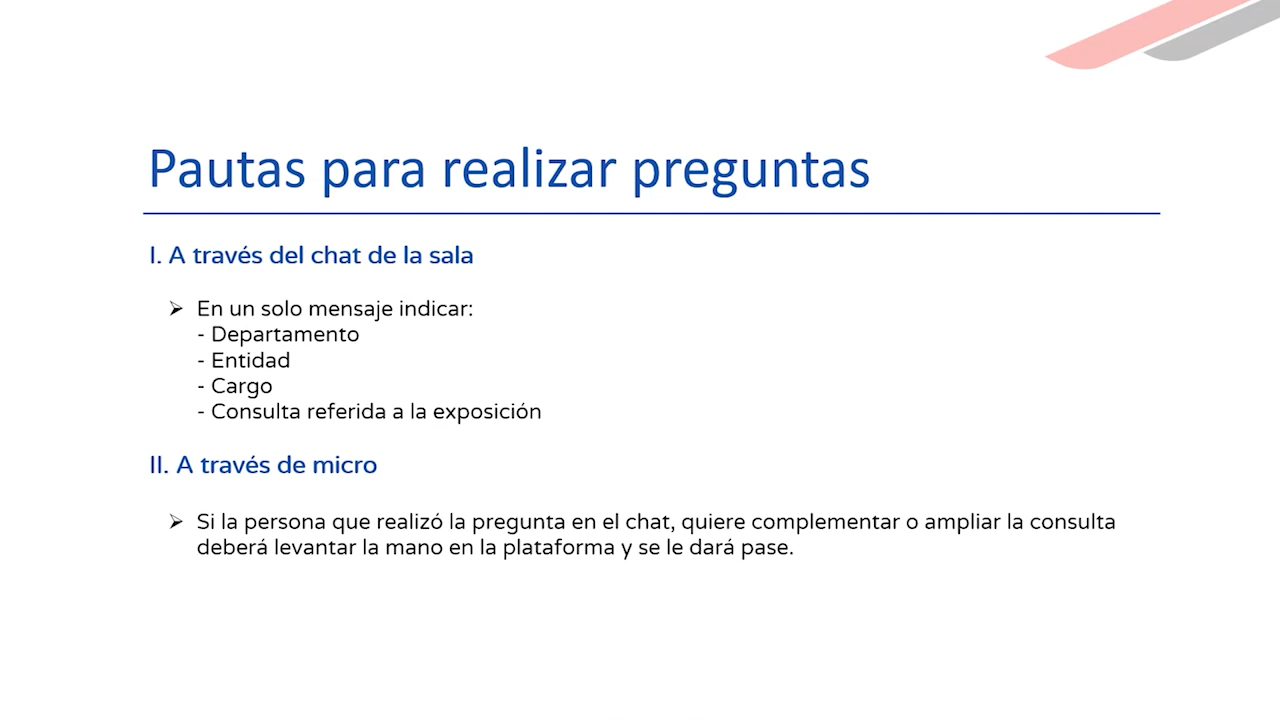 Pautas para realizar preguntas
I. A través del chat de la sala
➢ En un solo mensaje indicar:
- Departamento
- Entidad
- Cargo
- Consulta referida a la exposición
II. A través de micro
➢ Si la persona que realizó la pregunta en el chat, quiere complementar o ampliar la consulta
deberá levantar la mano en la plataforma y se le dará pase.